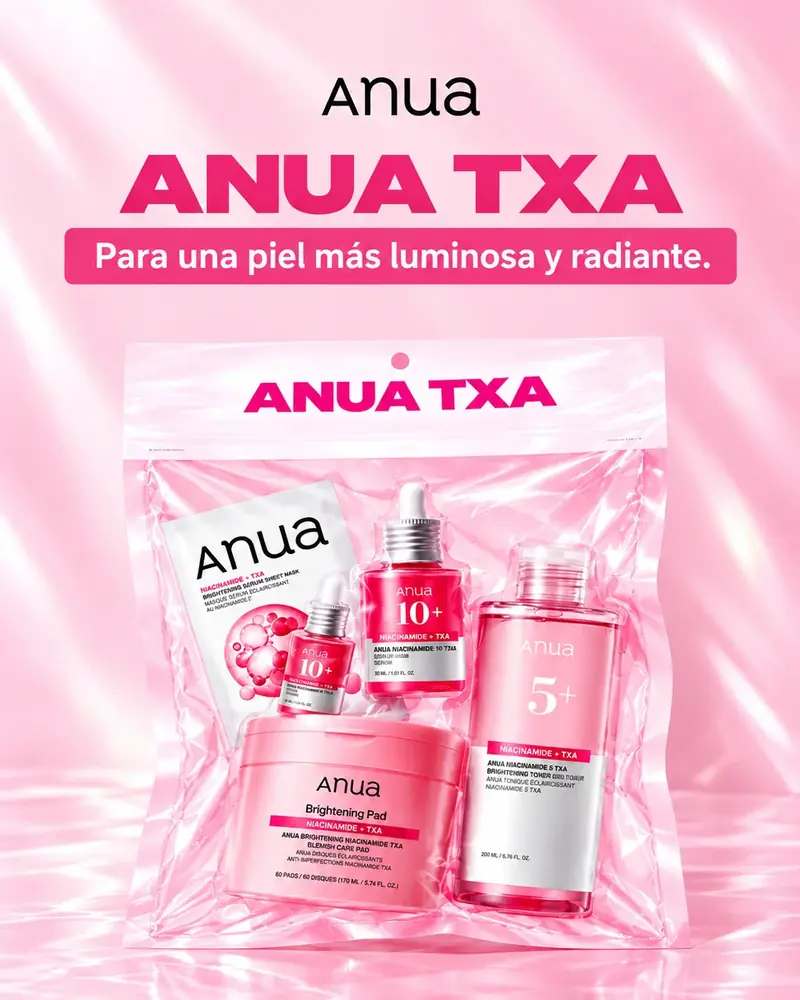 Anua
ANUA TXA
Para una piel más luminosa y radiante.
ANUA TXA
Anua
NIACINAMIDE + TXA
BRIGHTENING SERUM SHEET MASK
MASQUE SÉRUM ÉCLAIRCISSANT
AU NIACINAMIDE
Anua
10+
NIACINAMIDE + TXA
ANUA NIACINAMIDE 10 TXA
30 ML / 1.01 FL. OZ.
Anua
10+
NIACINAMIDE + TXA
Anua
5+
NIACINAMIDE + TXA
ANUA NIACINAMIDE 5 TXA
BRIGHTENING TONER
ANUA TONIQUE ECLAIRCISSANT
NIACINAMIDE 5 TXA
200 ML / 6.76 FL. OZ.
Anua
Brightening Pad
NIACINAMIDE + TXA
ANUA BRIGHTENING NIACINAMIDE TXA
BLEMISH CARE PAD
ANUA DISQUES ÉCLAIRCISSANTS
ANTI-IMPERFECTIONS NIACINAMIDE TXA
60 PADS / 60 DISQUES (170 ML / 5.74 FL. OZ.)